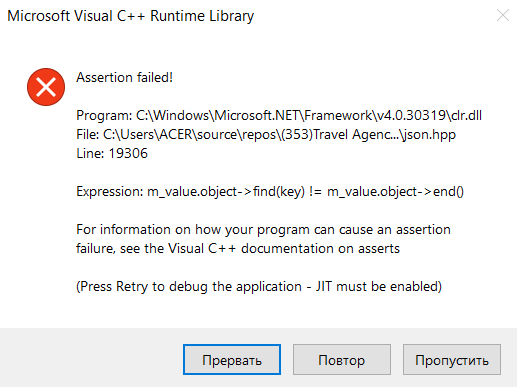 Microsoft Visual C++ Runtime Library
Assertion failed!
Program: C:\Windows\Microsoft.NET\Framework\v4.0.30319\clr.dll
File: C:\Users\ACER\source\repos\(353)Travel Agenc...\json.hpp
Line: 19306
Expression: m_value.object->find(key) != m_value.object->end()
For information on how your program can cause an assertion
failure, see the Visual C++ documentation on asserts
(Press Retry to debug the application - JIT must be enabled)
Прервать
Повтор
Пропустить